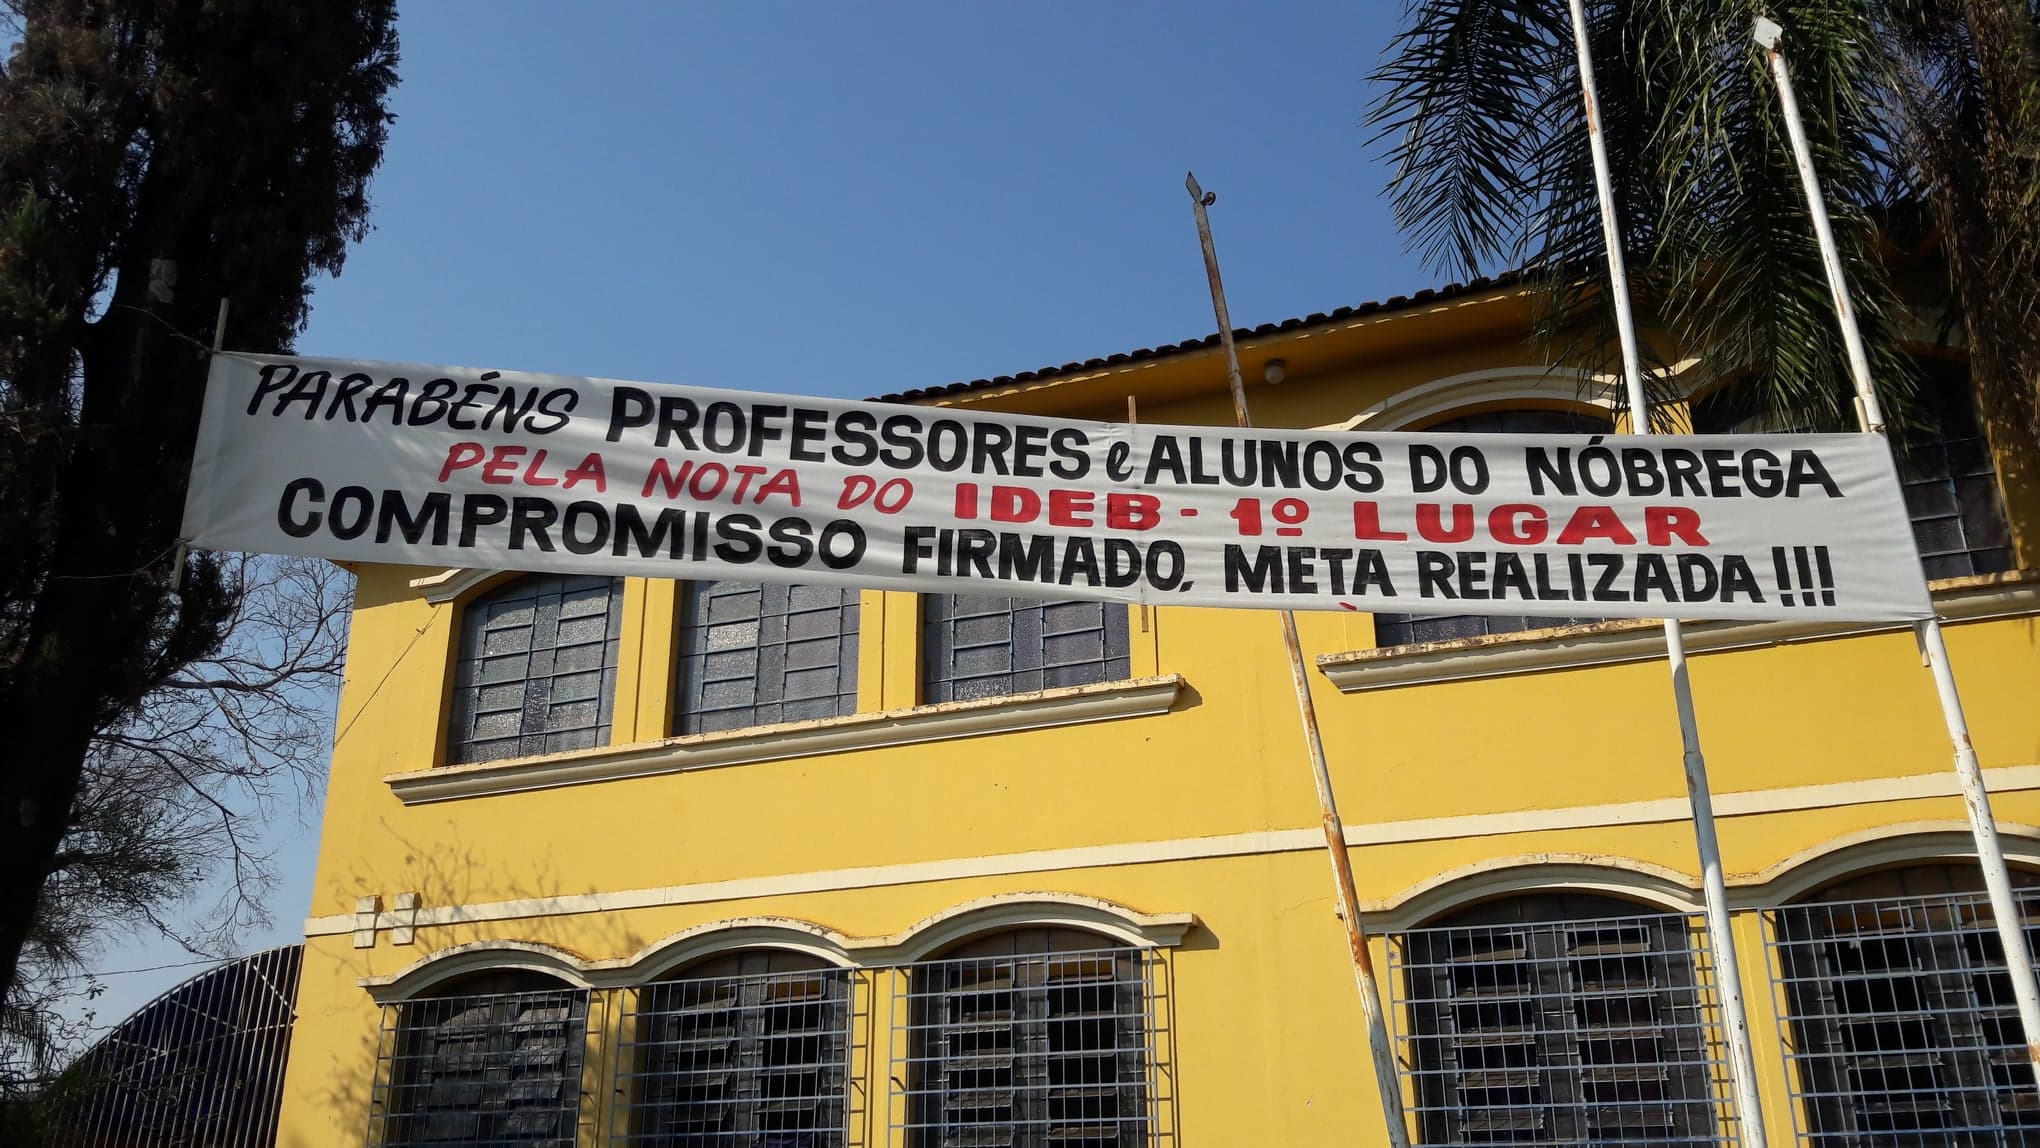 PARABÉNS PROFESSORES e ALUNOS DO NÓBREGA
PELA NOTA DO IDEB - 1º LUGAR
COMPROMISSO FIRMADO, META REALIZADA!!!